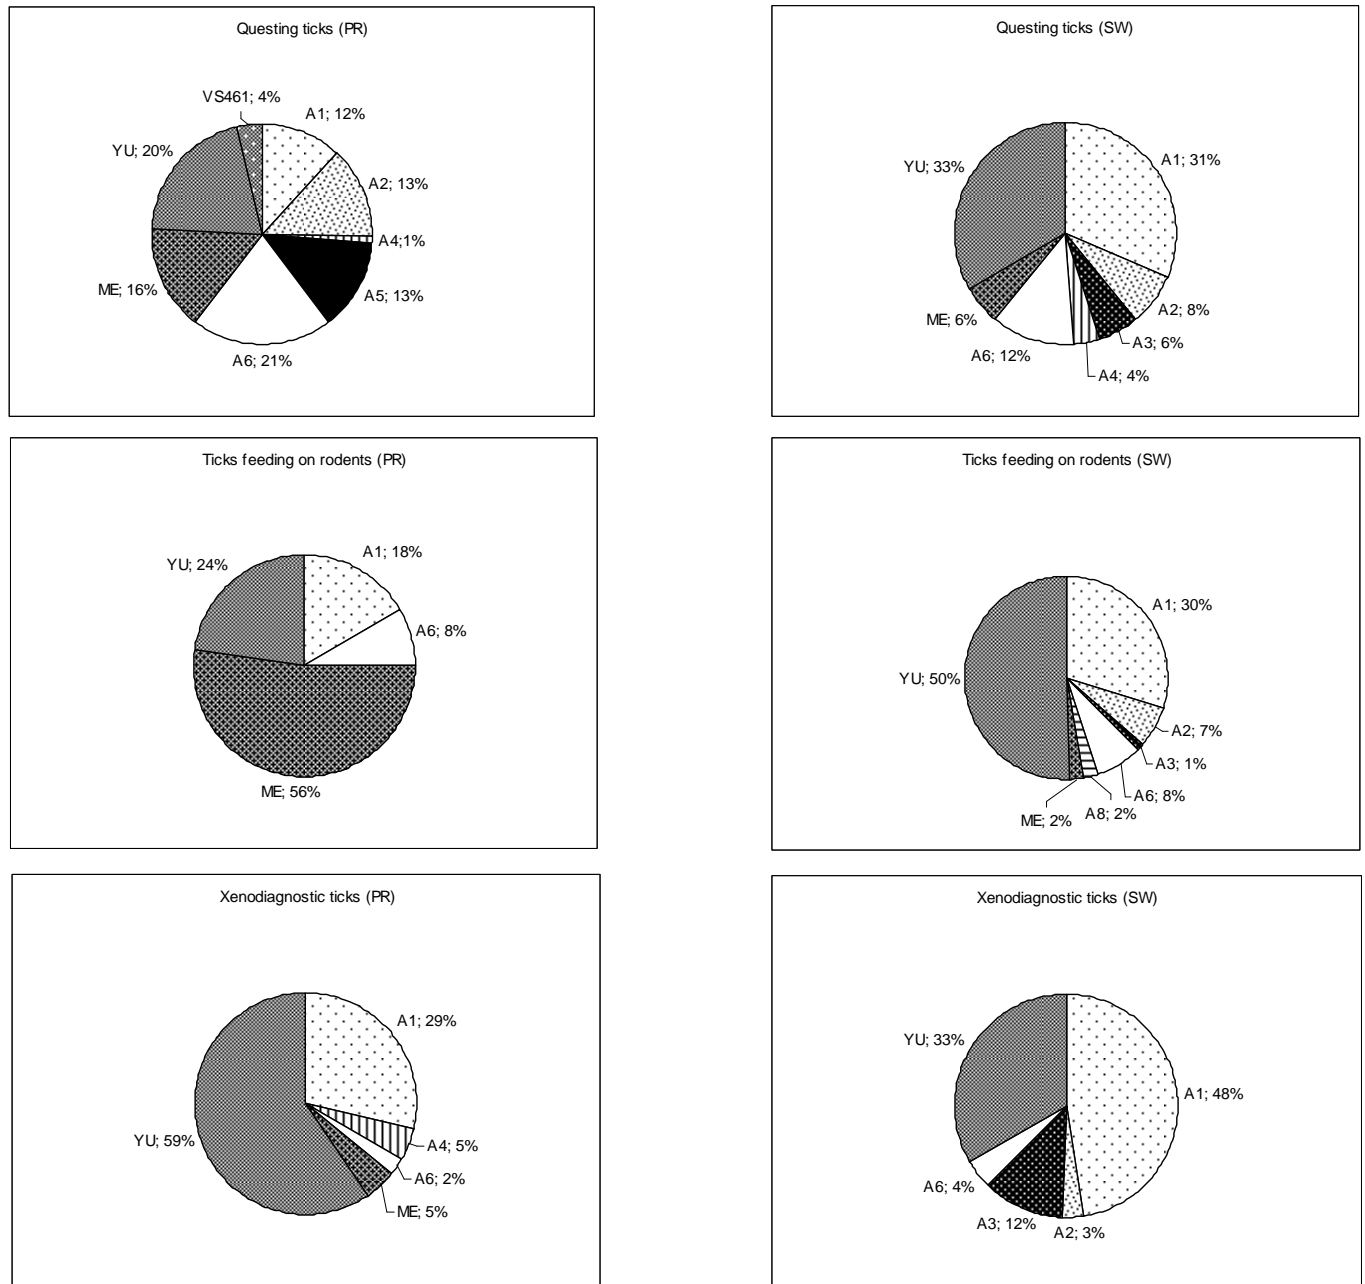 Questing ticks (PR)
VS461; 4%
A1; 12%
YU; 20%
A2; 13%
A4;1%
ME; 16%
A5; 13%
A6; 21%
Questing ticks (SW)
A1; 31%
YU; 33%
A2; 8%
ME; 6%
A3; 6%
A6; 12%
A4; 4%
Ticks feeding on rodents (PR)
A1; 18%
YU; 24%
A6; 8%
ME; 56%
Ticks feeding on rodents (SW)
A1; 30%
YU; 50%
A2; 7%
A3; 1%
A6; 8%
A8; 2%
ME; 2%
Xenodiagnostic ticks (PR)
A1; 29%
YU; 59%
A4; 5%
A6; 2%
ME; 5%
Xenodiagnostic ticks (SW)
YU; 33%
A1; 48%
A6; 4%
A3; 12%
A2; 3%